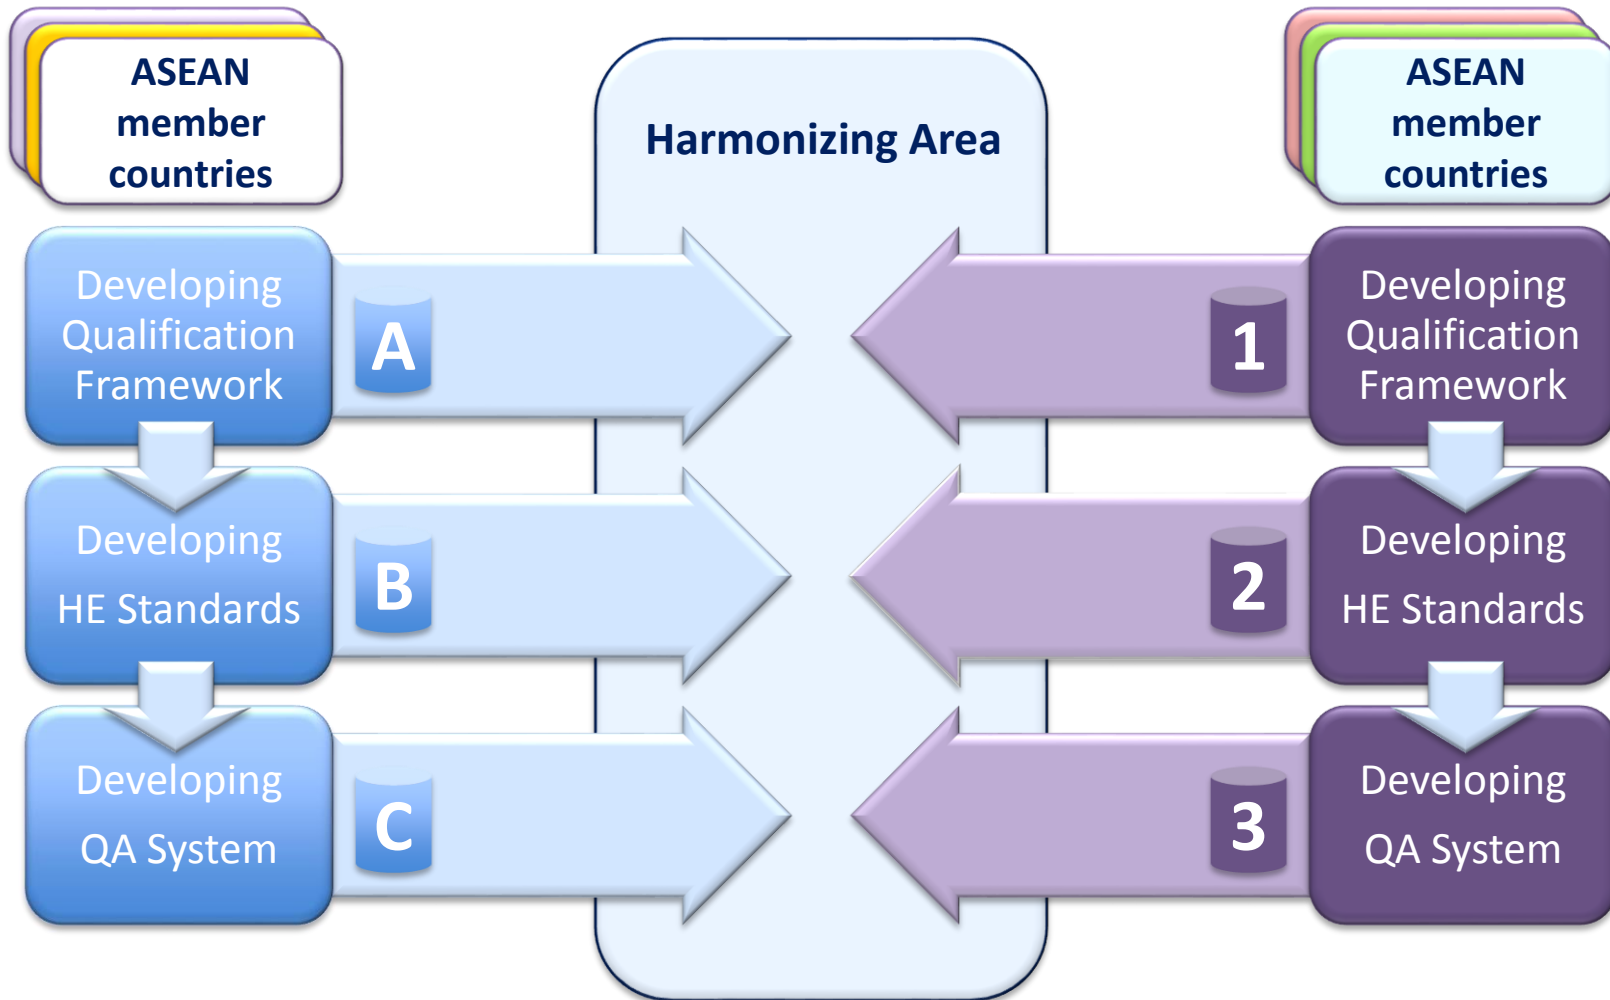 ASEAN
member
countries
Harmonizing Area
ASEAN
member
countries
Developing
Qualification
Framework
A
1
Developing
Qualification
Framework
Developing
HE Standards
B
2
Developing
HE Standards
Developing
QA System
C
3
Developing
QA System